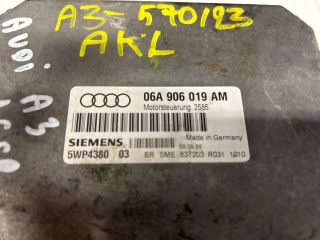 A3-570193
AKL
AUDI
A3
06A 906 019 AM
Motorsteuerung 2585
SIEMENS
Made in Germany
5WP4380 03
ER SME 837203 R031 1010